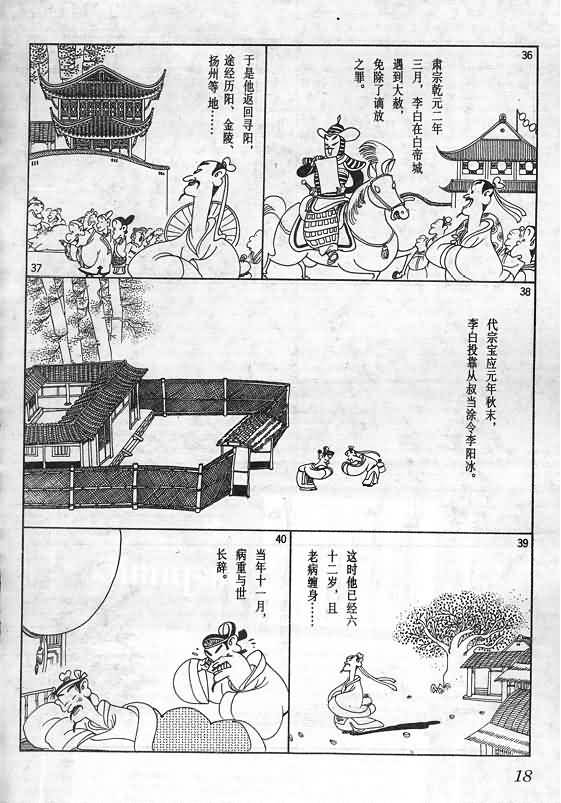 36
肃宗乾元二年
三月，李白在白帝城
遇到大赦，
免除了谪放
之罪。
37
于是他返回寻阳，
途经历阳、金陵、
扬州等地……
38
代宗宝应元年秋末，
李白投靠从叔当涂令李阳冰。
39
这时他已经六
十二岁，且
老病缠身……
40
当年十一月，
病重与世
长辞。
18